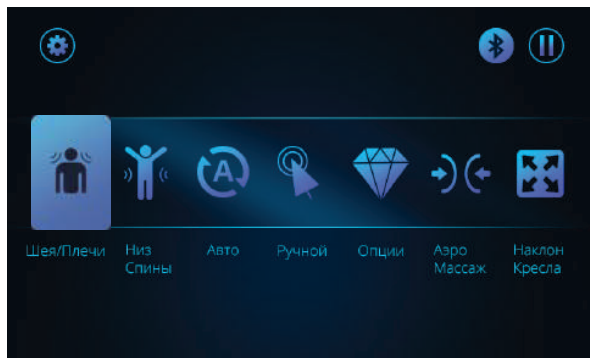 A
Шея/Плечи
Низ
Спины
Авто
Ручной
Опции
Аэро
Массаж
Наклон
Кресла